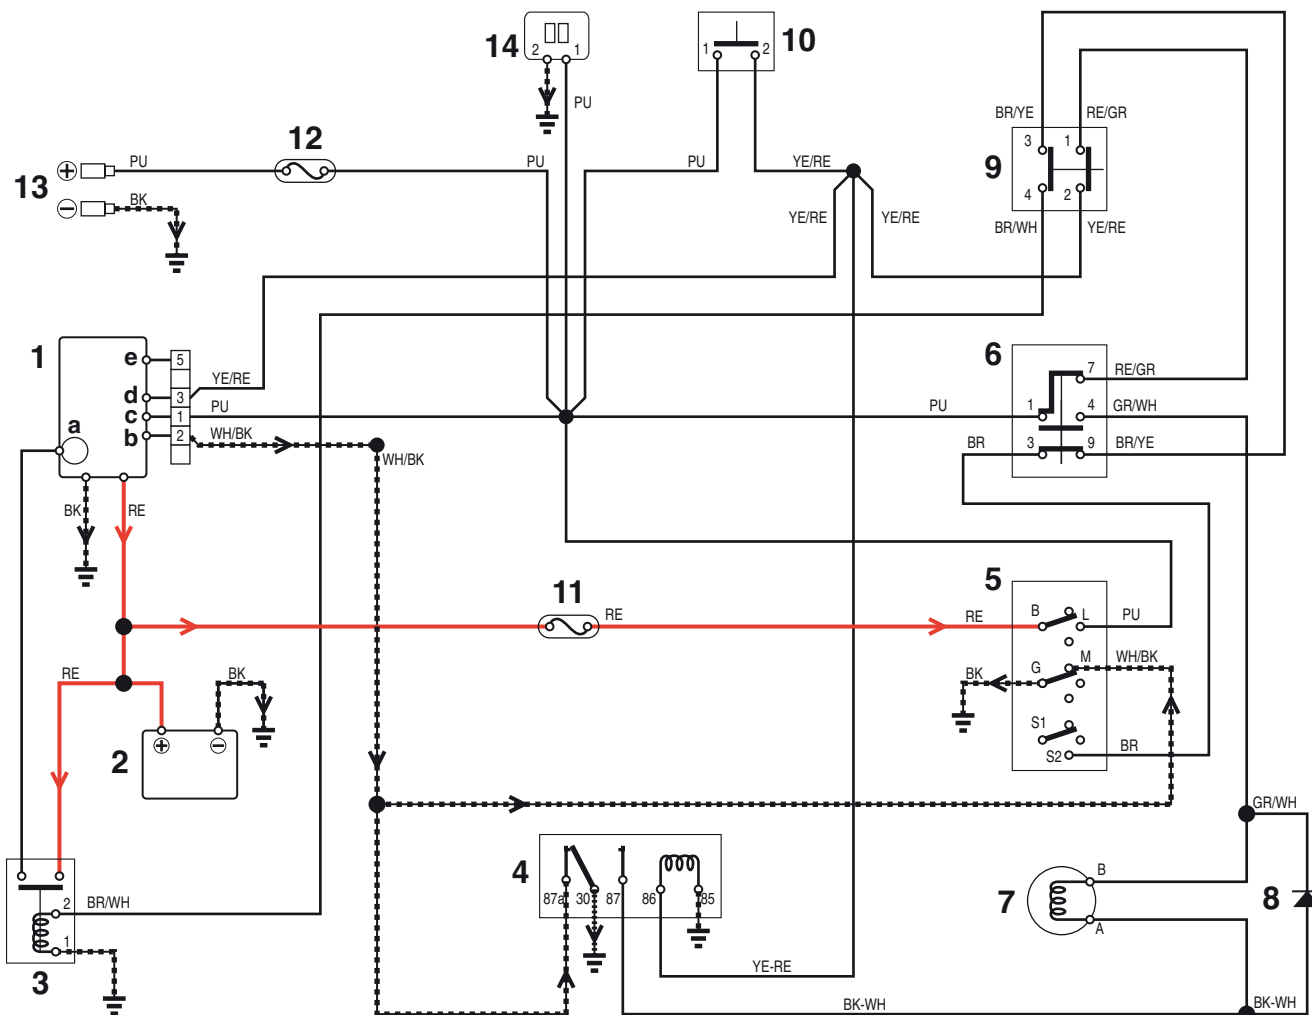 14
2 1
PU
1 2
10
BR/YE RE/GR
3 1
9
4 2
BR/WH YE/RE
12
13
+ PU
PU
PU
YE/RE
− BK
YE/RE YE/RE
1
e 5
d 3 YE/RE
c 1 PU
a
b 2 WH/BK
WH/BK
BK RE
6
7 RE/GR
PU 1 4 GR/WH
BR 3 9 BR/YE
11
RE
5
RE B L PU
G M WH/BK
BK
S1
S2 BR
RE
BK
2
+ −
4
87a 30 87 86 85
YE-RE
BK-WH
GR/WH
7
B
A
8
BK-WH
BR/WH
2
1
3